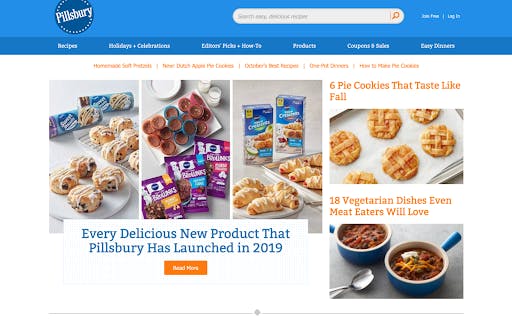 Pillsbury
Search easy, delicious recipes
Join Free | Log In
Recipes Holidays + Celebrations Editors' Picks + How-To Products Coupons & Sales Easy Dinners
Homemade Soft Pretzels | New! Dutch Apple Pie Cookies | October's Best Recipes | One-Pot Dinners | How to Make Pie Cookies
6 Pie Cookies That Taste Like
Fall
18 Vegetarian Dishes Even
Meat Eaters Will Love
Every Delicious New Product That
Pillsbury Has Launched in 2019
Read More